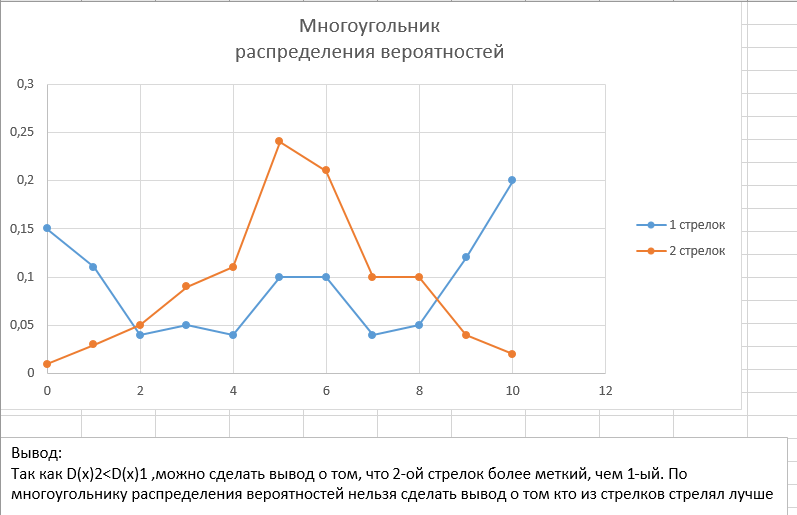 Многоугольник
распределения вероятностей
0,3
0,25
0,2
0,15
0,1
0,05
0
0 2 4 6 8 10 12
1 стрелок
2 стрелок
Вывод:
Так как D(x)2<D(x)1 ,можно сделать вывод о том, что 2-ой стрелок более меткий, чем 1-ый. По
многоугольнику распределения вероятностей нельзя сделать вывод о том кто из стрелков стрелял лучше